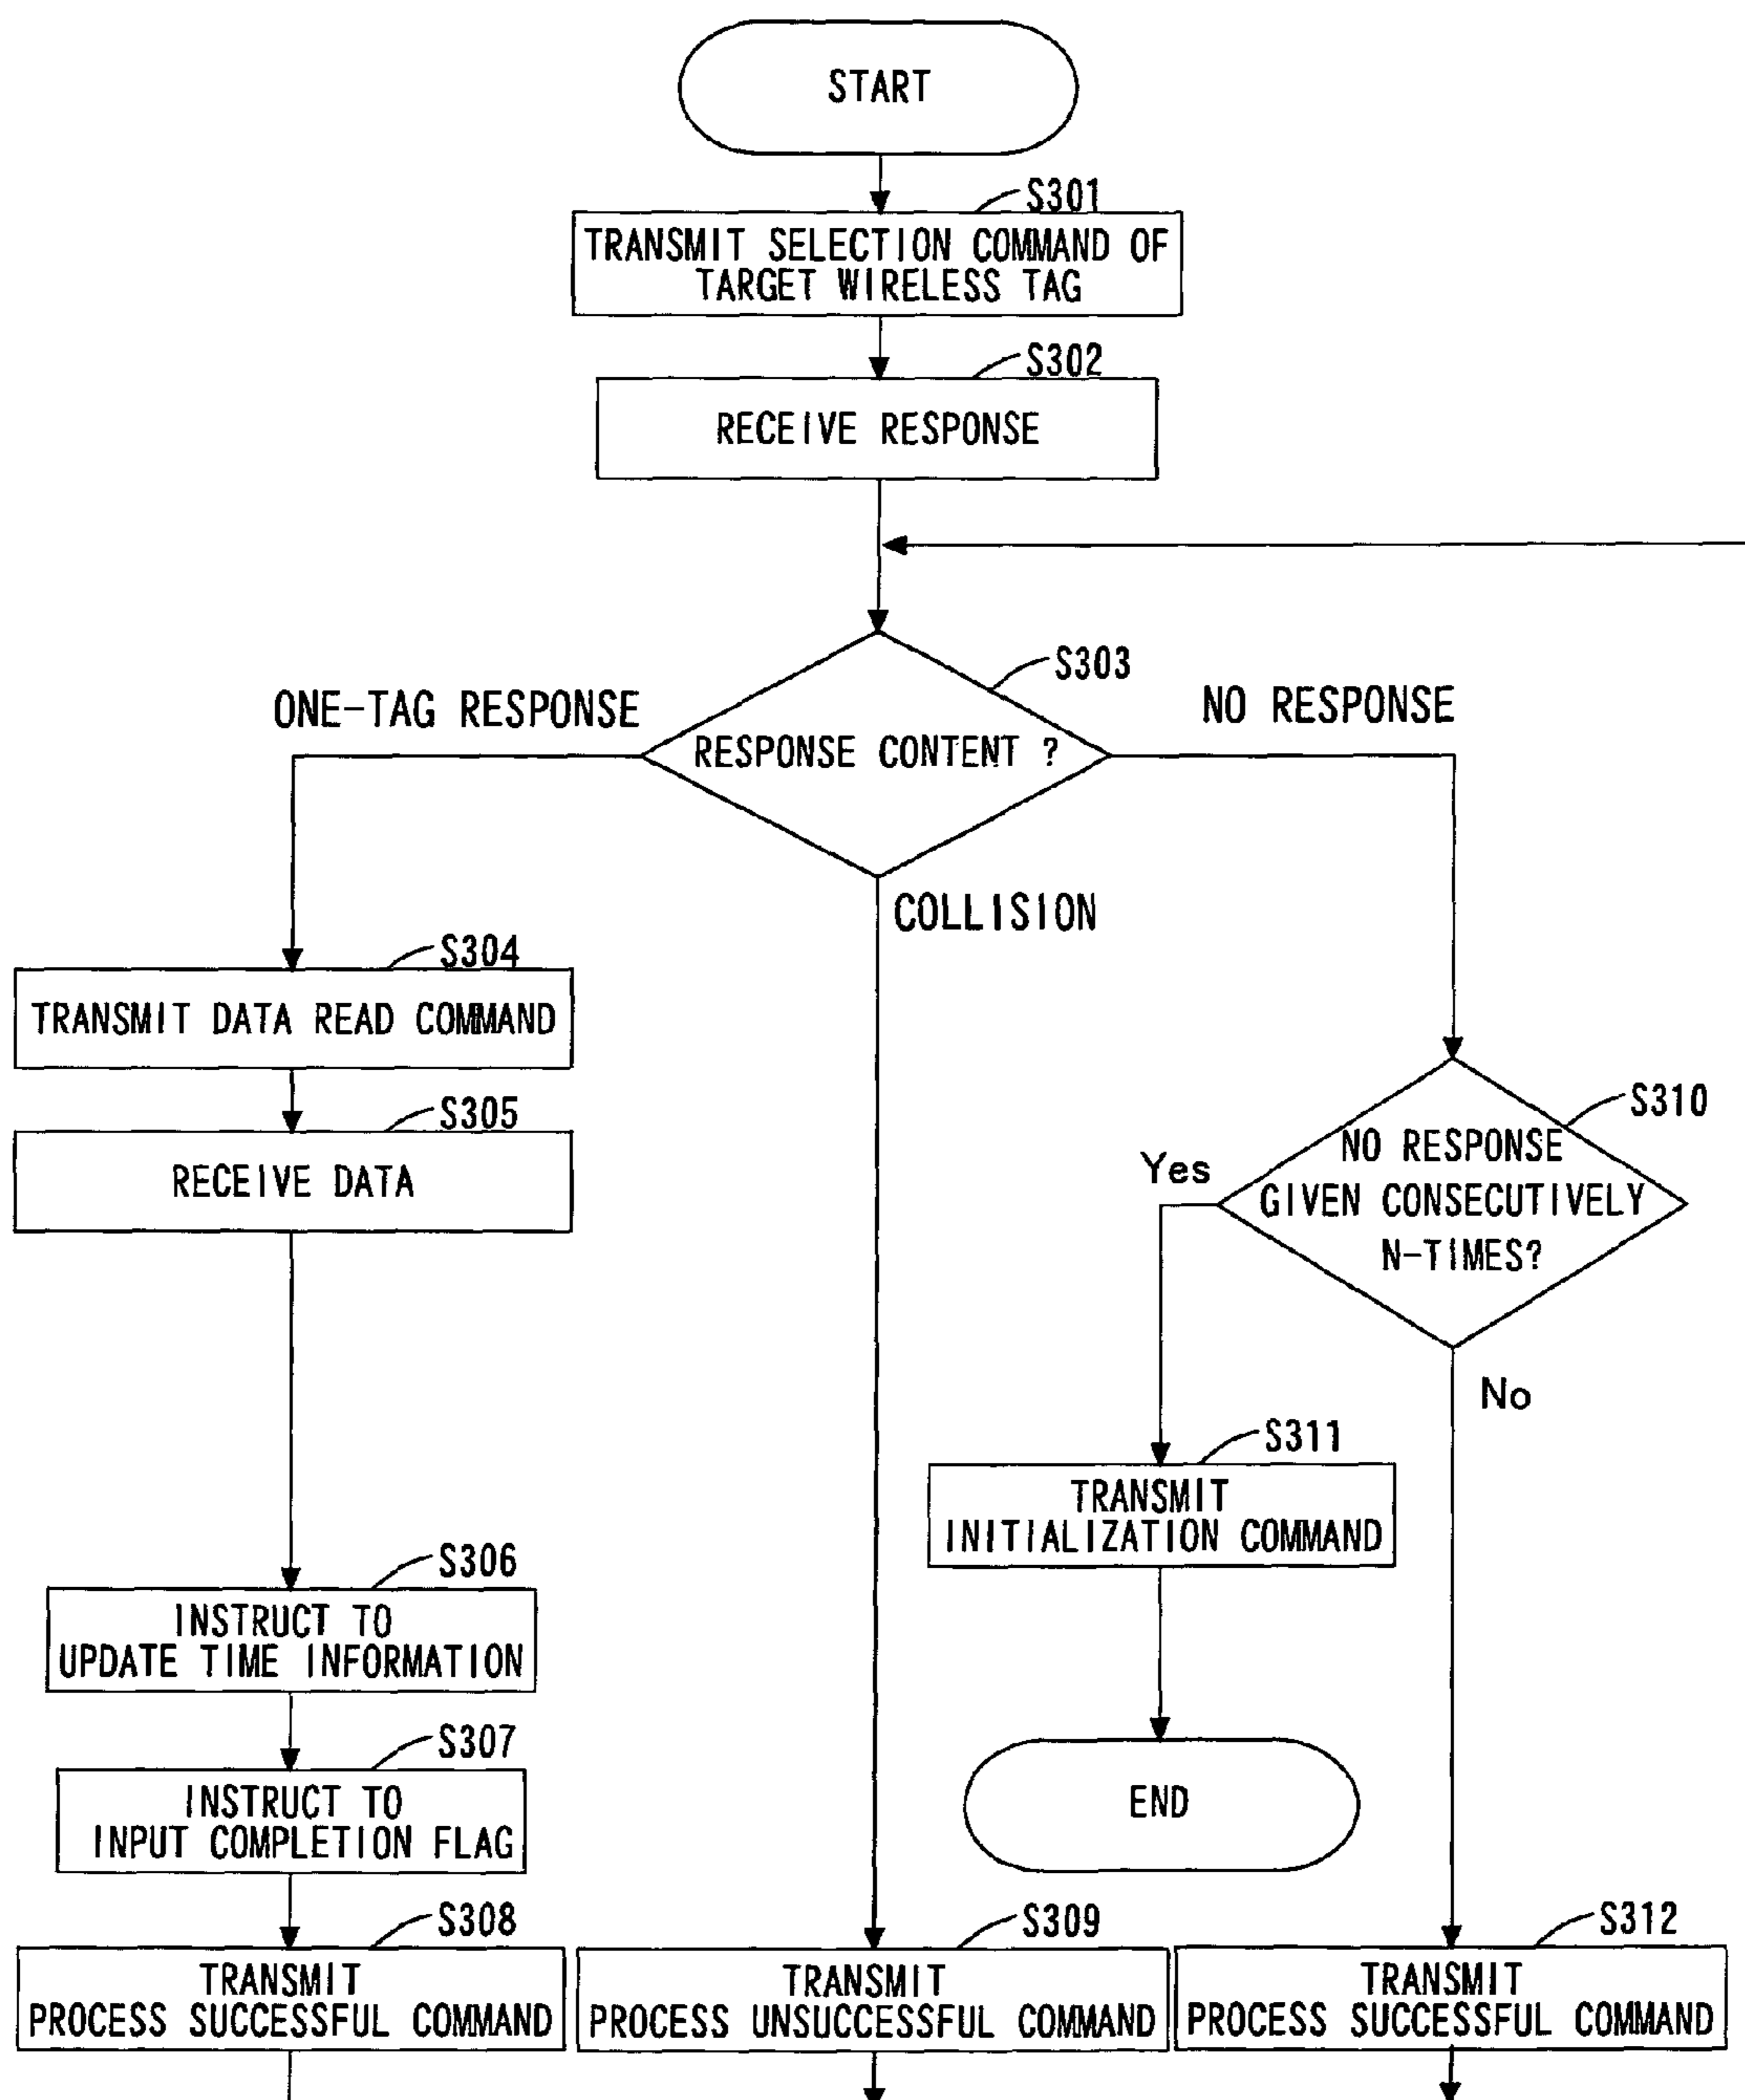 START
S301
TRANSMIT SELECTION COMMAND OF
TARGET WIRELESS TAG
S302
RECEIVE RESPONSE
S303
ONE-TAG RESPONSE
NO RESPONSE
RESPONSE CONTENT ?
COLLISION
S304
TRANSMIT DATA READ COMMAND
S305
RECEIVE DATA
S310
NO RESPONSE
GIVEN CONSECUTIVELY
N-TIMES?
Yes
No
S311
TRANSMIT
INITIALIZATION COMMAND
S306
INSTRUCT TO
UPDATE TIME INFORMATION
S307
INSTRUCT TO
INPUT COMPLETION FLAG
END
S308
TRANSMIT
PROCESS SUCCESSFUL COMMAND
S309
TRANSMIT
PROCESS UNSUCCESSFUL COMMAND
S312
TRANSMIT
PROCESS SUCCESSFUL COMMAND